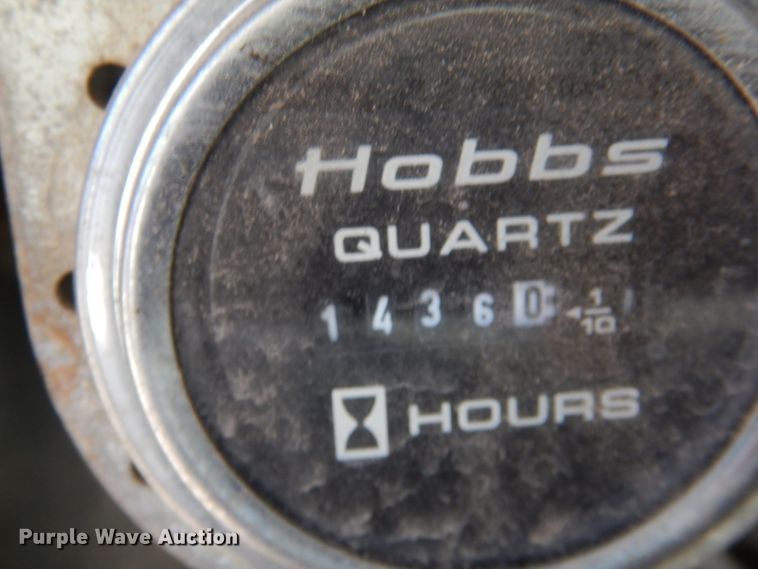 Hobbs
QUARTZ
1 4 3 6 0 1/10
HOURS
Purple Wave Auction